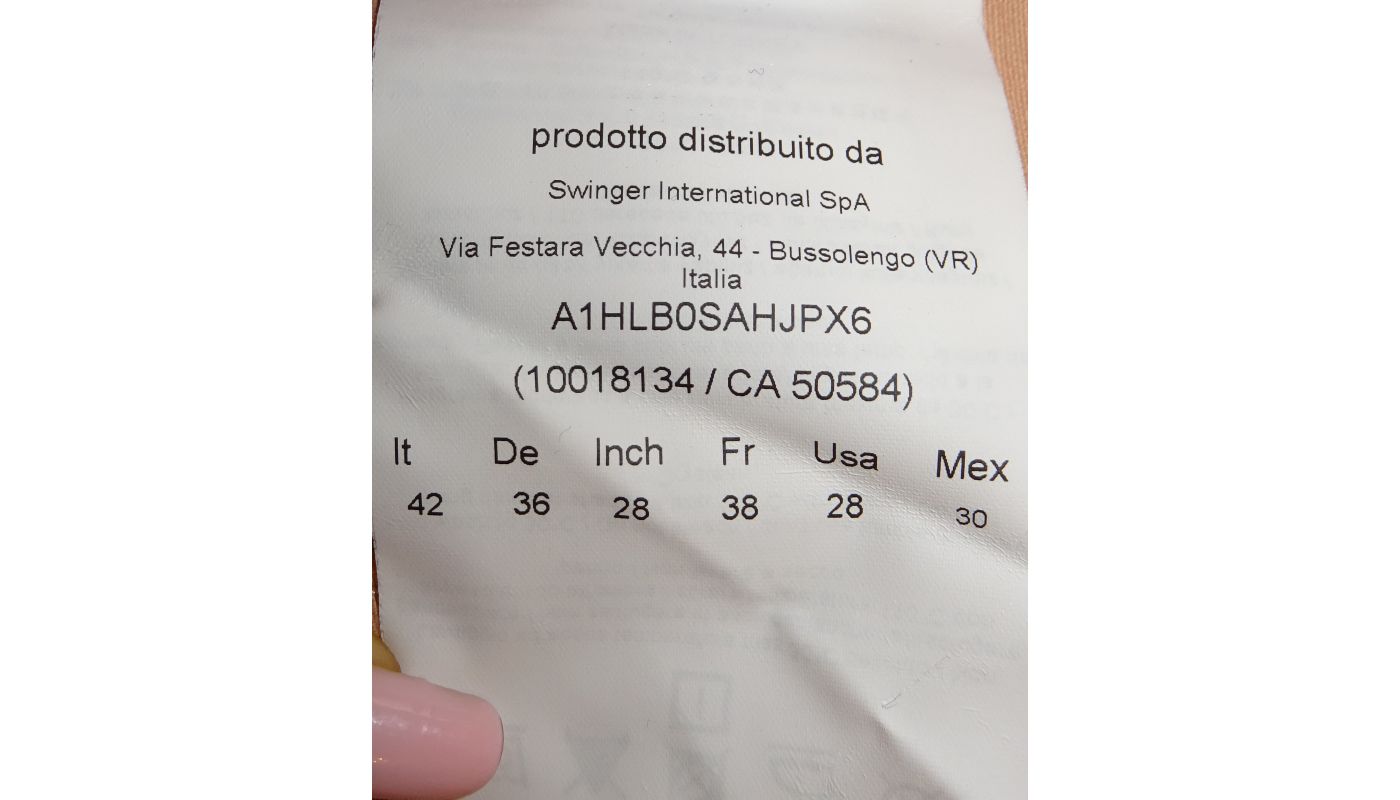 prodotto distribuito da
Swinger International SpA
Via Festara Vecchia, 44 - Bussolengo (VR)
Italia
A1HLB0SAHJPX6
(10018134 / CA 50584)
It De Inch Fr Usa Mex
42 36 28 38 28 30